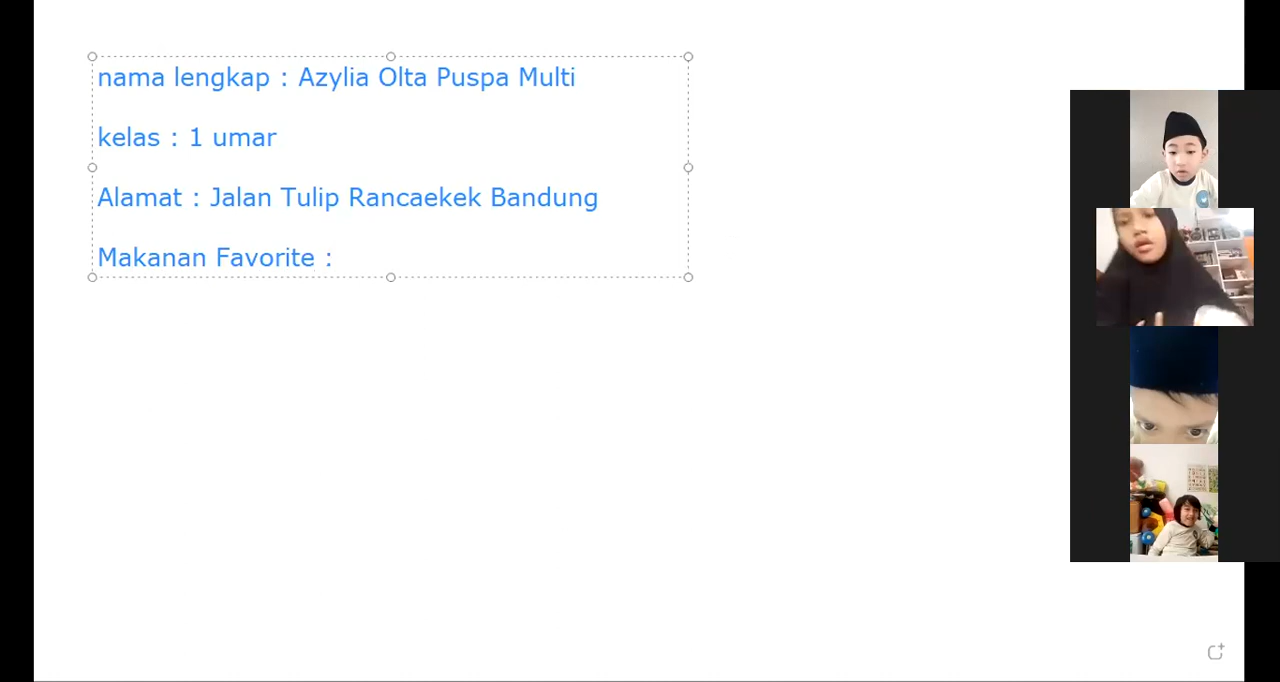 nama lengkap : Azylia Olta Puspa Multi
kelas : 1 umar
Alamat : Jalan Tulip Rancaekek Bandung
Makanan Favorite :